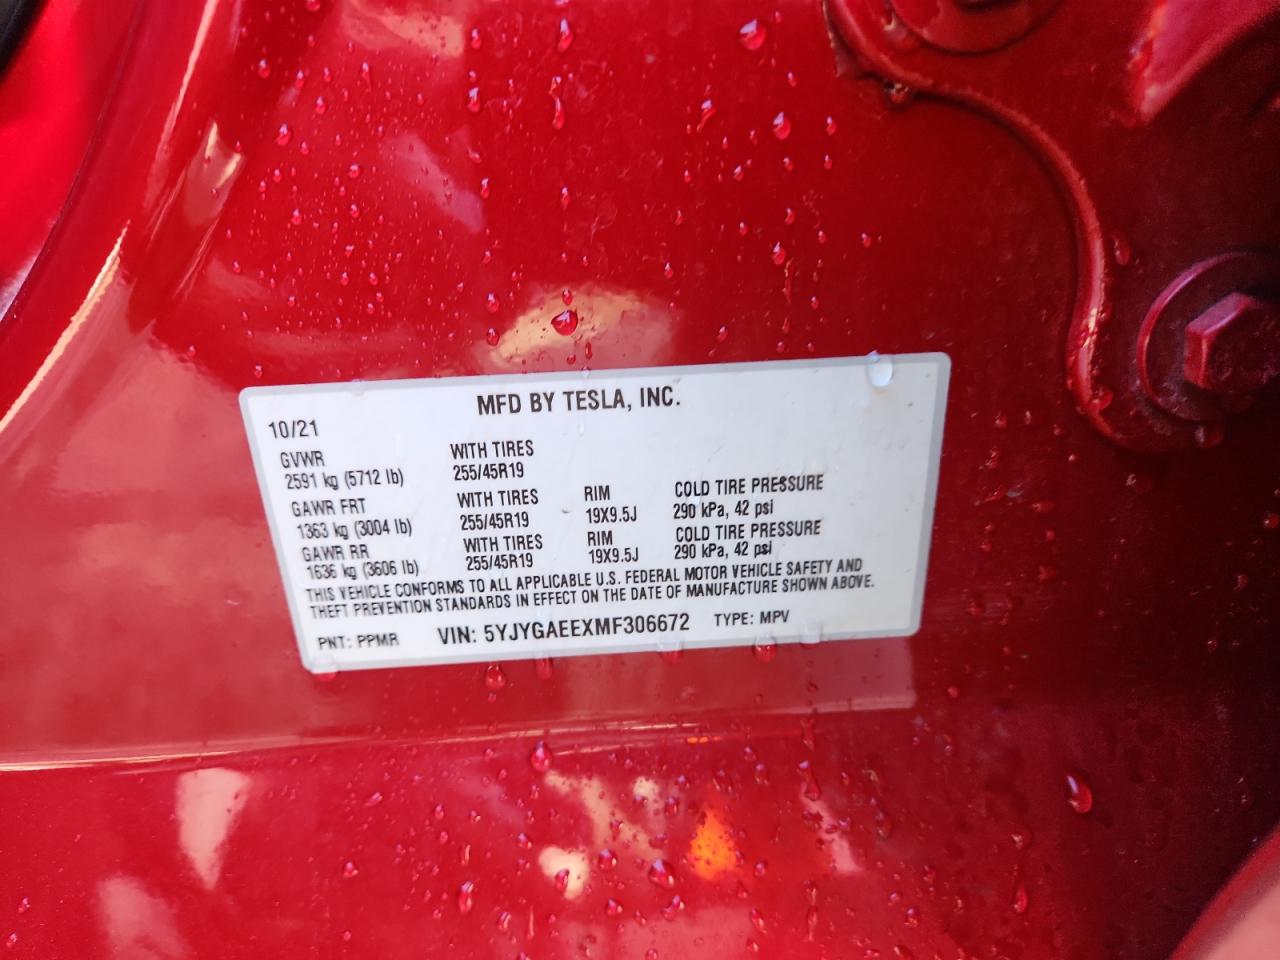 MFD BY TESLA, INC.
10/21
GVWR WITH TIRES
2591 kg (5712 lb) 255/45R19
GAWR FRT WITH TIRES RIM COLD TIRE PRESSURE
1363 kg (3004 lb) 255/45R19 19X9.5J 290 kPa, 42 psi
GAWR RR WITH TIRES RIM COLD TIRE PRESSURE
1636 kg (3606 lb) 255/45R19 19X9.5J 290 kPa, 42 psi
THIS VEHICLE CONFORMS TO ALL APPLICABLE U.S. FEDERAL MOTOR VEHICLE SAFETY AND
THEFT PREVENTION STANDARDS IN EFFECT ON THE DATE OF MANUFACTURE SHOWN ABOVE.
PNT: PPMR VIN: 5YJYGAEEXMF306672 TYPE: MPV